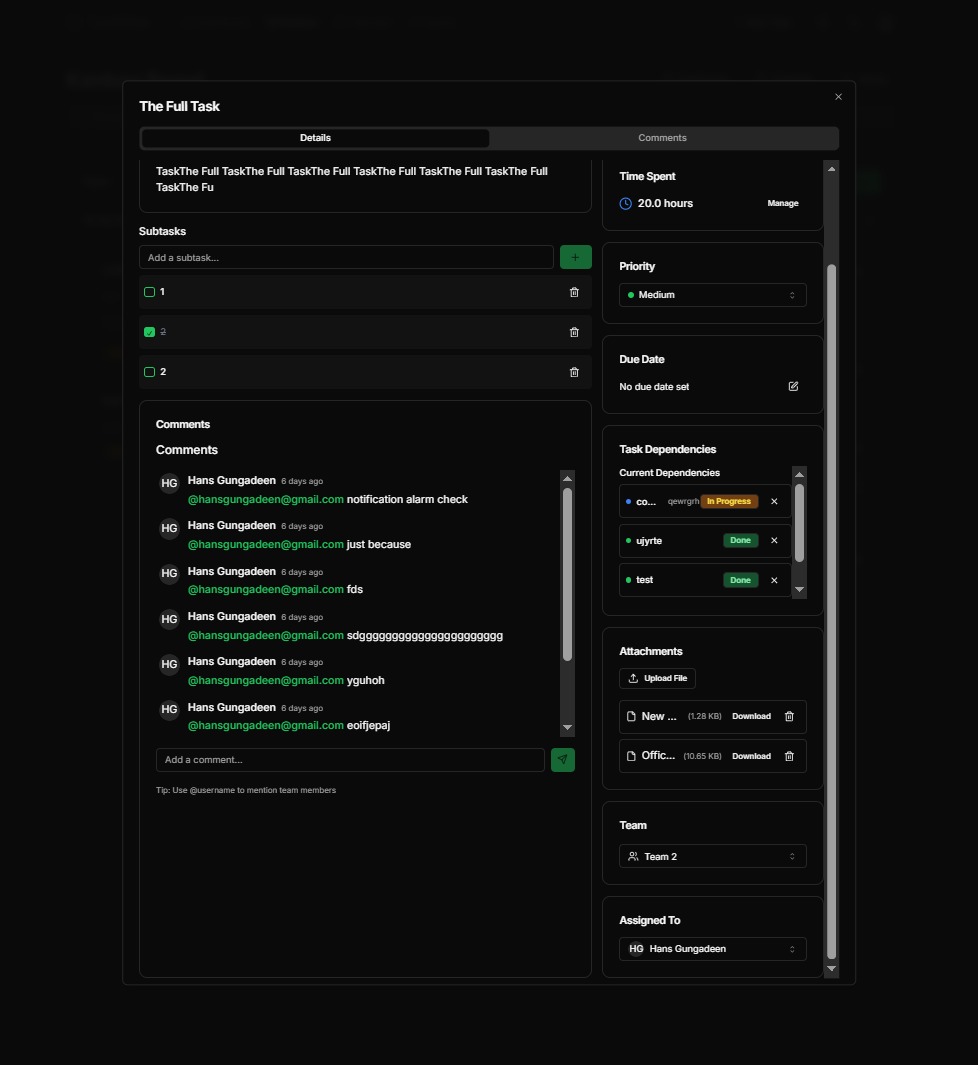 The Full Task
Details
Comments
TaskThe Full TaskThe Full TaskThe Full TaskThe Full TaskThe Full TaskThe Full
TaskThe Fu
Subtasks
Add a subtask...
1
2
2
Comments
Comments
HG Hans Gungadeen 6 days ago
@hansgungadeen@gmail.com notification alarm check
HG Hans Gungadeen 6 days ago
@hansgungadeen@gmail.com just because
HG Hans Gungadeen 6 days ago
@hansgungadeen@gmail.com fds
HG Hans Gungadeen 6 days ago
@hansgungadeen@gmail.com sdgggggggggggggggggggggg
HG Hans Gungadeen 6 days ago
@hansgungadeen@gmail.com yguhoh
HG Hans Gungadeen 6 days ago
@hansgungadeen@gmail.com eoifjepaj
Add a comment...
Tip: Use @username to mention team members
Time Spent
20.0 hours Manage
Priority
Medium
Due Date
No due date set
Task Dependencies
Current Dependencies
co... qewrgrh In Progress
ujyrte Done
test Done
Attachments
Upload File
New ... (1.28 KB) Download
Offic... (10.65 KB) Download
Team
Team 2
Assigned To
HG Hans Gungadeen